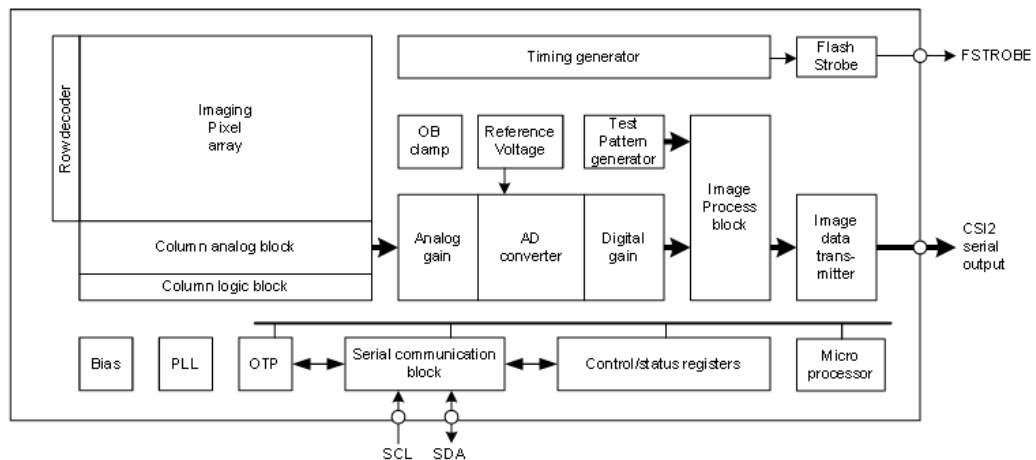 Row decoder
Imaging
Pixel
array
Timing generator
Flash
Strobe
FSTROBE
OB
clamp
Reference
Voltage
Test
Pattern
generator
Image
Process
block
Column analog block
Column logic block
Analog
gain
AD
converter
Digital
gain
Image
data
trans-
mitter
CSI2
serial
output
Bias
PLL
OTP
Serial communication
block
Control/status registers
Micro
processor
SCL
SDA